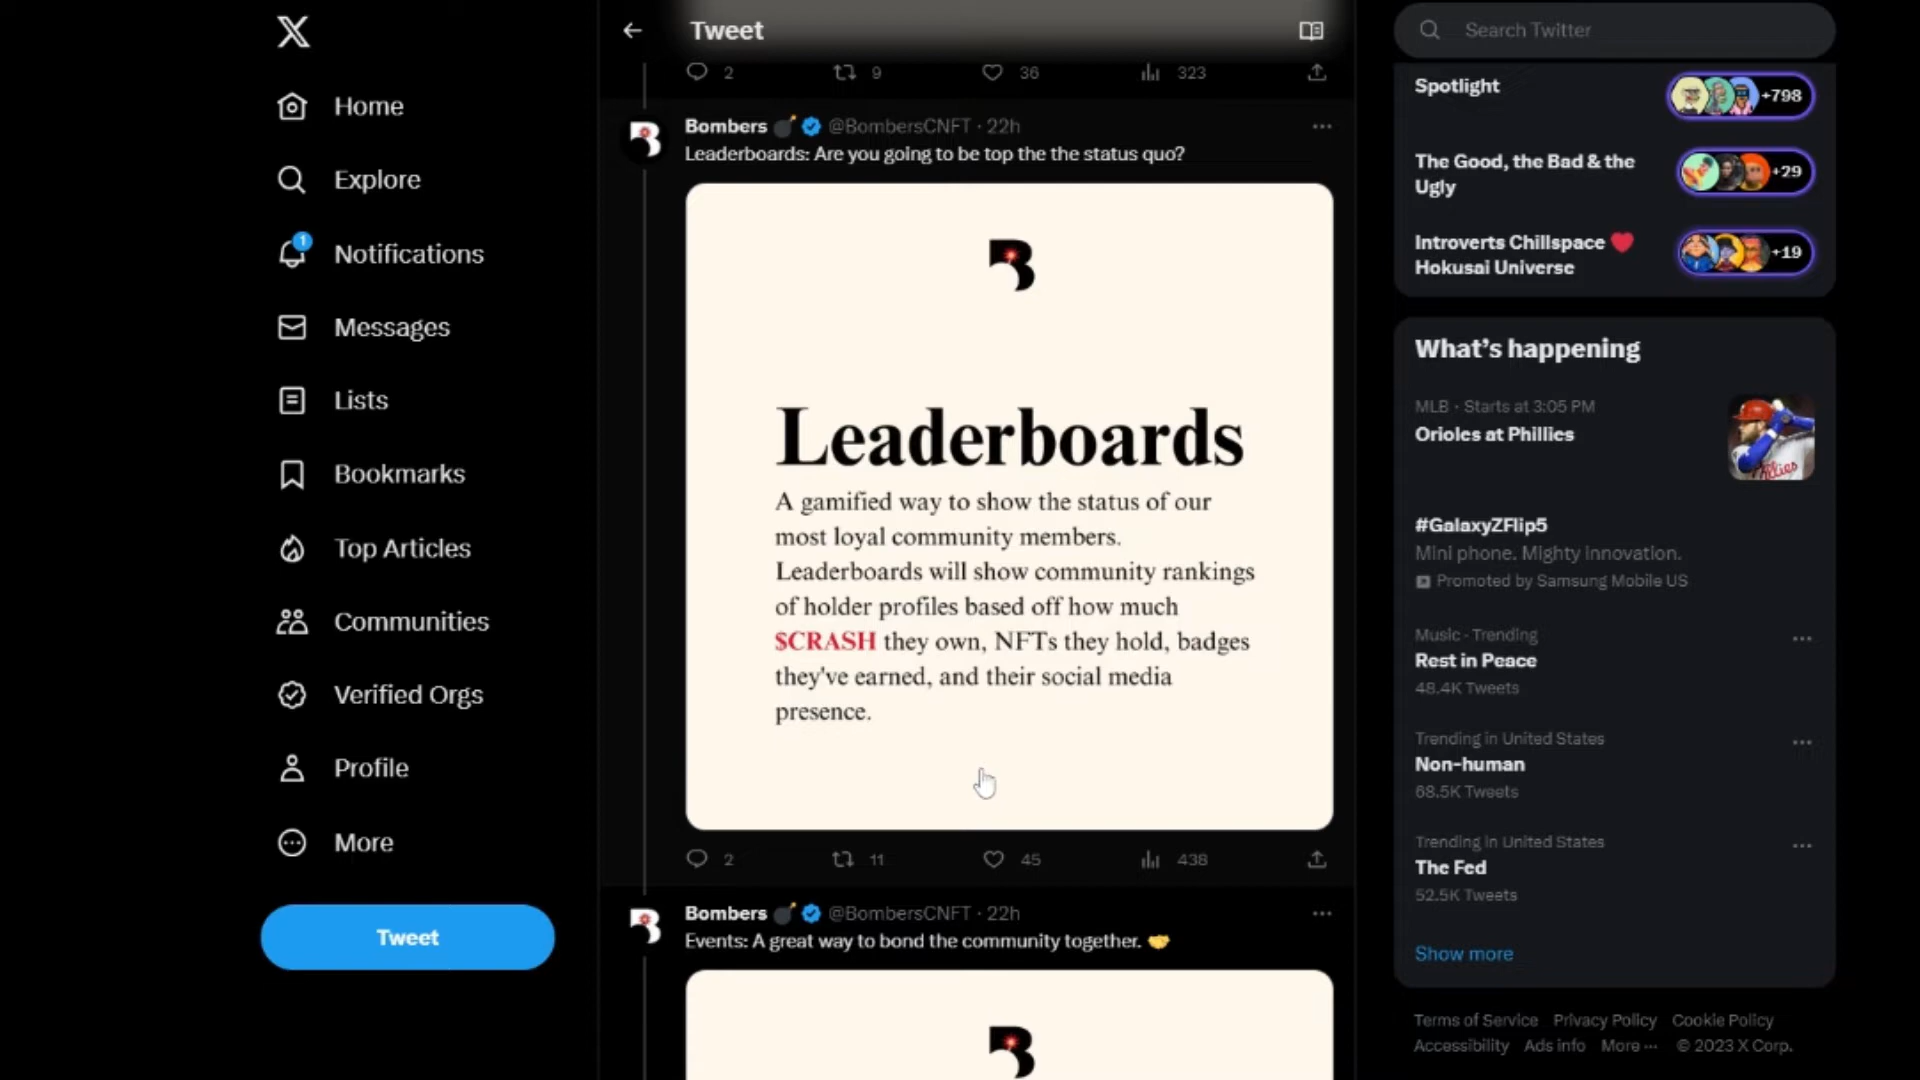 Home
Explore
1
Notifications
Messages
Lists
Bookmarks
Top Articles
Communities
Verified Orgs
Profile
More
Tweet
Tweet
2 9 36 323
Bombers @BombersCNFT · 22h
Leaderboards: Are you going to be top the the status quo?
Leaderboards
A gamified way to show the status of our
most loyal community members.
Leaderboards will show community rankings
of holder profiles based off how much
$CRASH they own, NFTs they hold, badges
they've earned, and their social media
presence.
2 11 45 438
Bombers @BombersCNFT · 22h
Events: A great way to bond the community together.
Search Twitter
Spotlight
+798
The Good, the Bad & the
Ugly
+29
Introverts Chillspace
Hokusai Universe
+19
What's happening
MLB · Starts at 3:05 PM
Orioles at Phillies
Phillies
#GalaxyZFlip5
Mini phone. Mighty innovation.
Promoted by Samsung Mobile US
Music · Trending
Rest in Peace
48.4K Tweets
Trending in United States
Non-human
68.5K Tweets
Trending in United States
The Fed
52.5K Tweets
Show more
Terms of Service Privacy Policy Cookie Policy
Accessibility Ads info More ··· © 2023 X Corp.